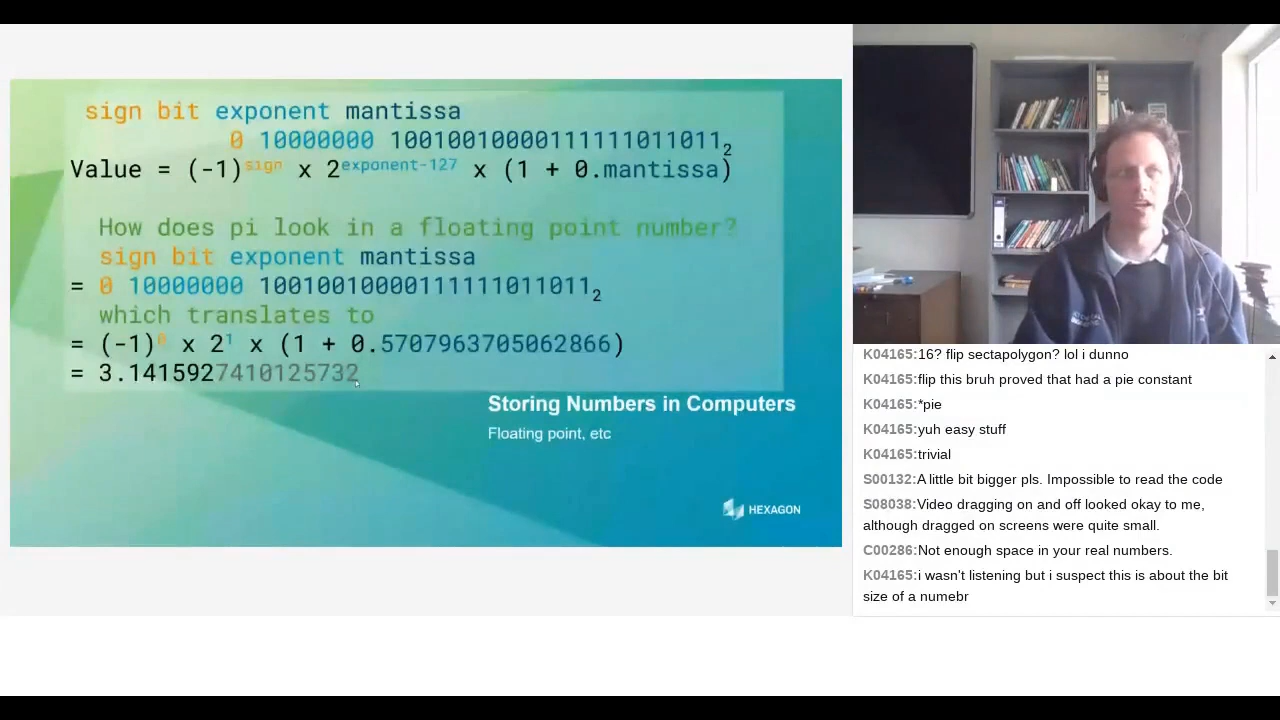 sign bit exponent mantissa
0 10000000 10010010000111111011011₂
Value = (-1)^sign x 2^exponent-127 x (1 + 0.mantissa)
How does pi look in a floating point number?
sign bit exponent mantissa
= 0 10000000 10010010000111111011011₂
which translates to
= (-1)⁰ x 2¹ x (1 + 0.5707963705062866)
= 3.1415927410125732
Storing Numbers in Computers
Floating point, etc
HEXAGON
K04165:16? flip sectapolygon? lol i dunno
K04165:flip this bruh proved that had a pie constant
K04165:*pie
K04165:yuh easy stuff
K04165:trivial
S00132:A little bit bigger pls. Impossible to read the code
S08038:Video dragging on and off looked okay to me,
although dragged on screens were quite small.
C00286:Not enough space in your real numbers.
K04165:i wasn't listening but i suspect this is about the bit
size of a numebr